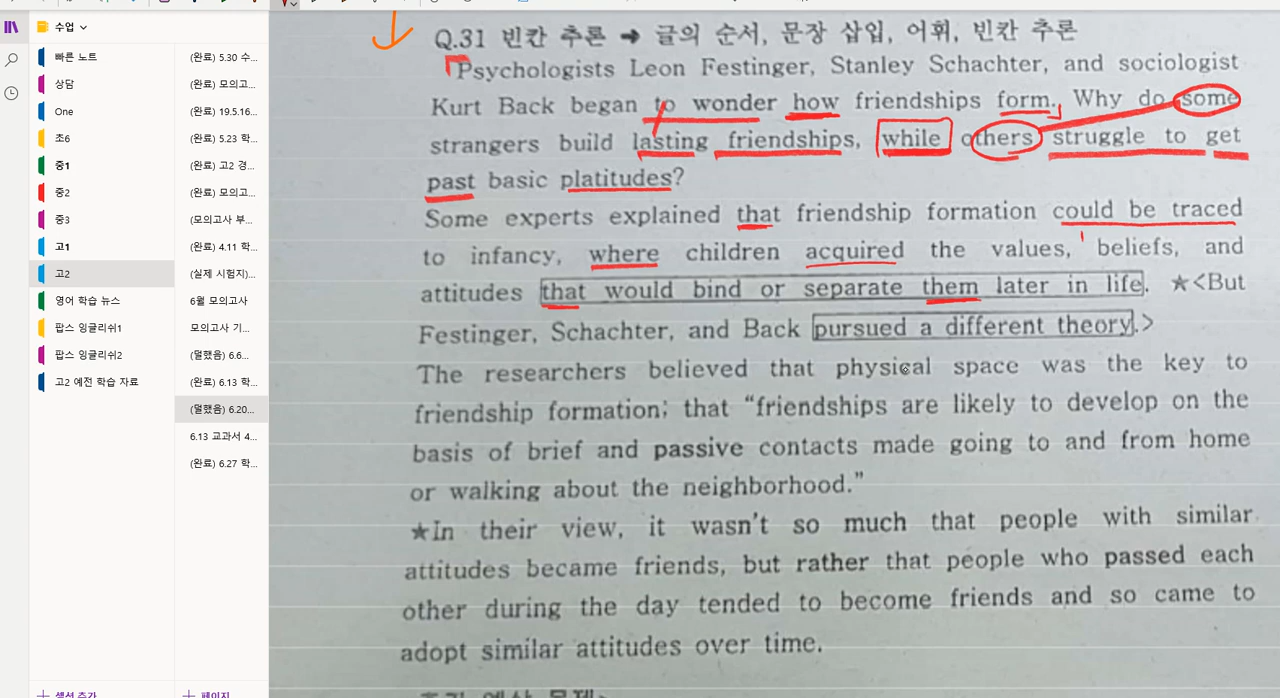 수업
빠른 노트
상담
One
초6
중1
중2
중3
고1
고2
영어 학습 뉴스
팝스 잉글리쉬1
팝스 잉글리쉬2
고2 예전 학습 자료
(완료) 5.30 수...
(완료) 모의고...
(완료) 19.5.16...
(완료) 5.23 학...
(완료) 고2 경...
(완료) 모의고...
(모의고사 부...
(완료) 4.11 학...
(실제 시험지)...
6월 모의고사
모의고사 기...
(덜했음) 6.6...
(완료) 6.13 학...
(덜했음) 6.20...
6.13 교과서 4...
(완료) 6.27 학...
섹션 추가
페이지
Q.31 빈칸 추론 ➜ 글의 순서, 문장 삽입, 어휘, 빈칸 추론
Psychologists Leon Festinger, Stanley Schachter, and sociologist
Kurt Back began to wonder how friendships form. Why do some
strangers build lasting friendships, while others struggle to get
past basic platitudes?
Some experts explained that friendship formation could be traced
to infancy, where children acquired the values, beliefs, and
attitudes that would bind or separate them later in life. ★<But
Festinger, Schachter, and Back pursued a different theory.>
The researchers believed that physical space was the key to
friendship formation; that “friendships are likely to develop on the
basis of brief and passive contacts made going to and from home
or walking about the neighborhood.”
★In their view, it wasn't so much that people with similar
attitudes became friends, but rather that people who passed each
other during the day tended to become friends and so came to
adopt similar attitudes over time.